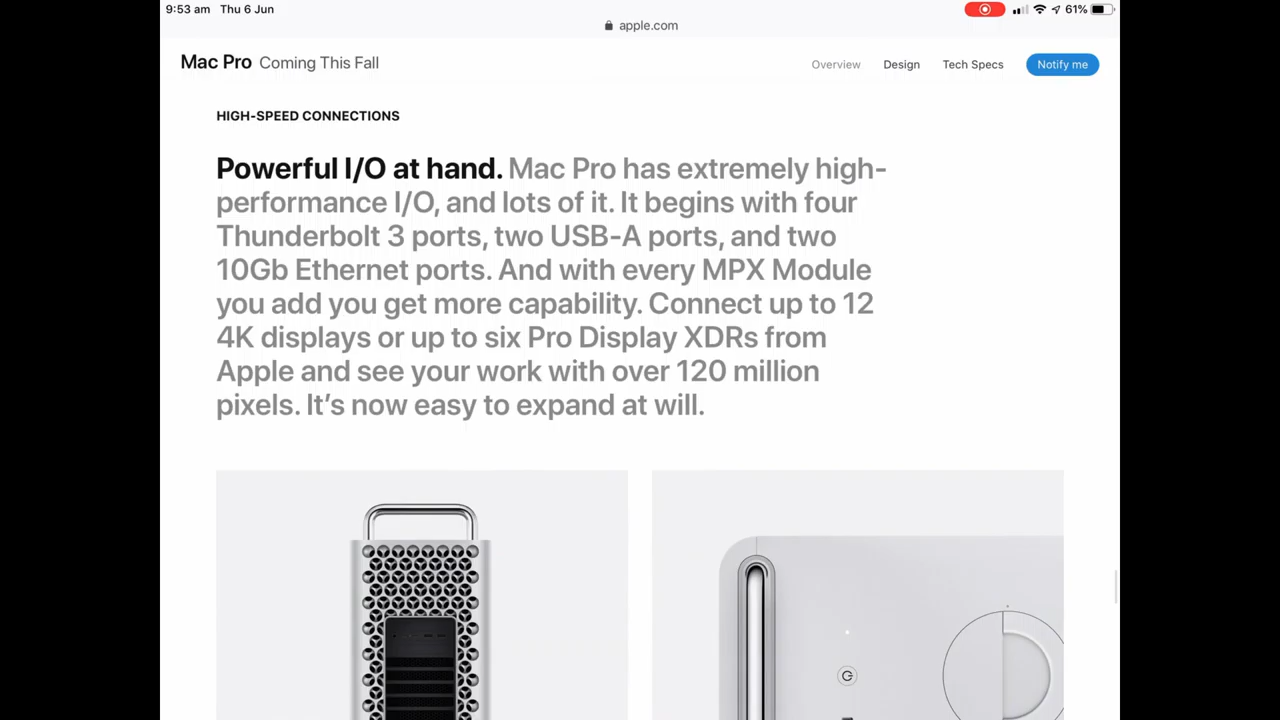 9:53 am Thu 6 Jun 61%
apple.com
Mac Pro Coming This Fall Overview Design Tech Specs Notify me
HIGH-SPEED CONNECTIONS
Powerful I/O at hand. Mac Pro has extremely high-
performance I/O, and lots of it. It begins with four
Thunderbolt 3 ports, two USB-A ports, and two
10Gb Ethernet ports. And with every MPX Module
you add you get more capability. Connect up to 12
4K displays or up to six Pro Display XDRs from
Apple and see your work with over 120 million
pixels. It’s now easy to expand at will.